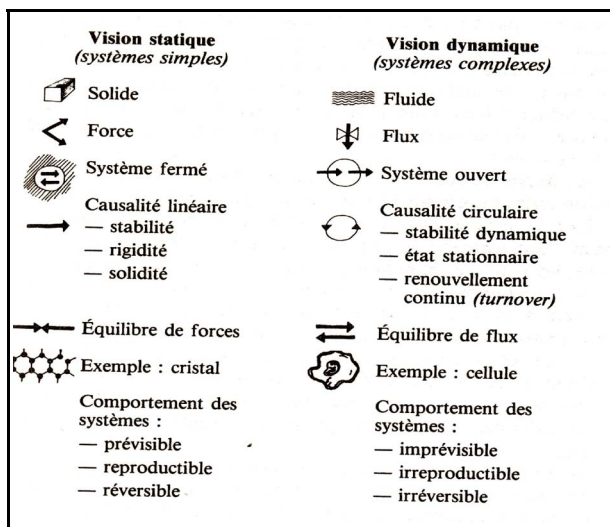 Vision statique
(systèmes simples)
Solide
Force
Système fermé
Causalité linéaire
— stabilité
— rigidité
— solidité
Équilibre de forces
Exemple : cristal
Comportement des
systèmes :
— prévisible
— reproductible
— réversible
Vision dynamique
(systèmes complexes)
Fluide
Flux
Système ouvert
Causalité circulaire
— stabilité dynamique
— état stationnaire
— renouvellement
continu (turnover)
Équilibre de flux
Exemple : cellule
Comportement des
systèmes :
— imprévisible
— irreproductible
— irréversible